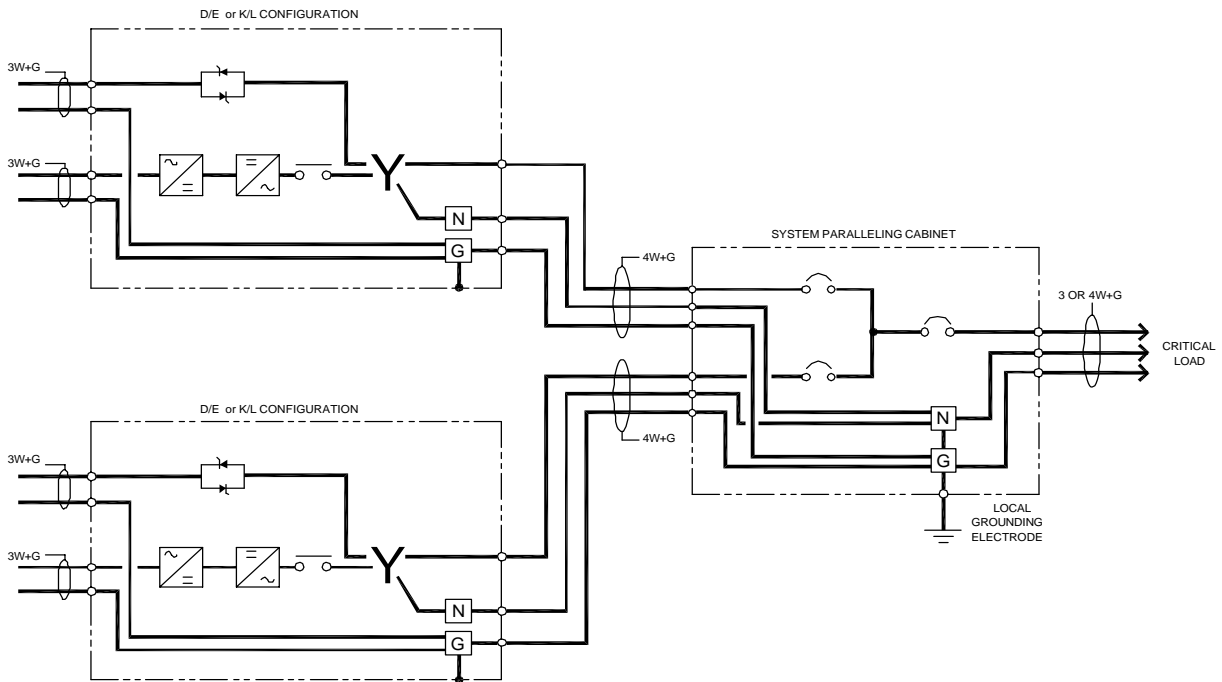 D/E or K/L CONFIGURATION
3W+G
3W+G
Y
N
G
4W+G
SYSTEM PARALLELING CABINET
3 OR 4W+G
CRITICAL
LOAD
D/E or K/L CONFIGURATION
4W+G
N
G
3W+G
LOCAL
GROUNDING
ELECTRODE
3W+G
Y
N
G